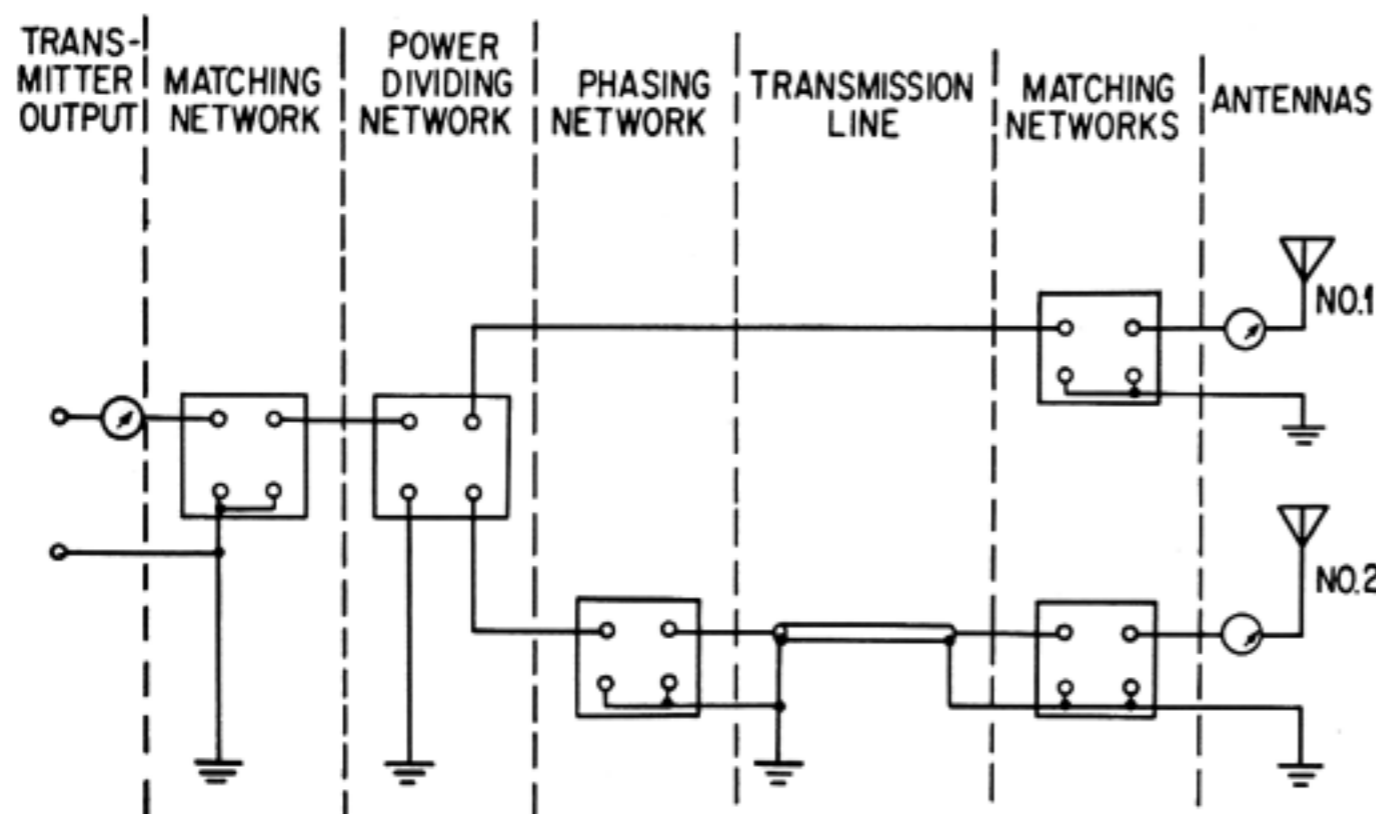 TRANS-
MITTER
OUTPUT
MATCHING
NETWORK
POWER
DIVIDING
NETWORK
PHASING
NETWORK
TRANSMISSION
LINE
MATCHING
NETWORKS
ANTENNAS
NO.1
NO.2